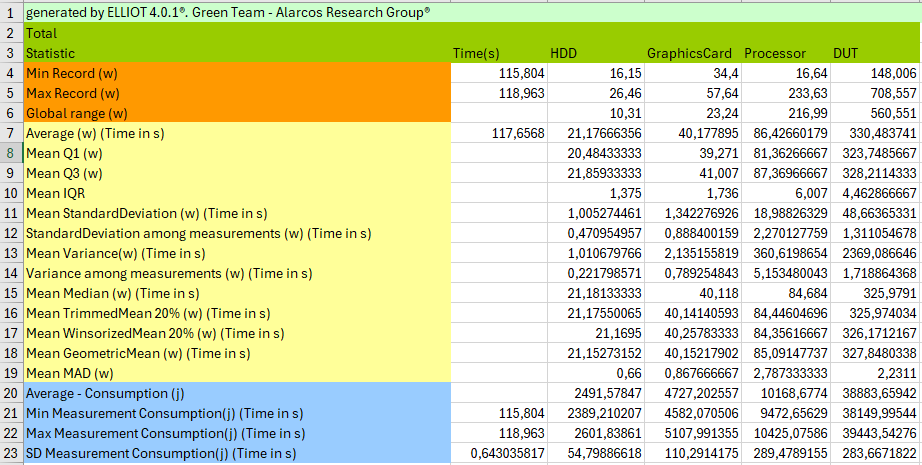 1 generated by ELLIOT 4.0.1®. Green Team - Alarcos Research Group®
2 Total
3 Statistic Time(s) HDD GraphicsCard Processor DUT
4 Min Record (w) 115,804 16,15 34,4 16,64 148,006
5 Max Record (w) 118,963 26,46 57,64 233,63 708,557
6 Global range (w) 10,31 23,24 216,99 560,551
7 Average (w) (Time in s) 117,6568 21,17666356 40,177895 86,42660179 330,483741
8 Mean Q1 (w) 20,48433333 39,271 81,36266667 323,7485667
9 Mean Q3 (w) 21,85933333 41,007 87,36966667 328,2114333
10 Mean IQR 1,375 1,736 6,007 4,462866667
11 Mean StandardDeviation (w) (Time in s) 1,005274461 1,342276926 18,98826329 48,66365331
12 StandardDeviation among measurements (w) (Time in s) 0,470954957 0,888400159 2,270127759 1,311054678
13 Mean Variance(w) (Time in s) 1,010679766 2,135155819 360,6198654 2369,086646
14 Variance among measurements (w) (Time in s) 0,221798571 0,789254843 5,153480043 1,718864368
15 Mean Median (w) (Time in s) 21,18133333 40,118 84,684 325,9791
16 Mean TrimmedMean 20% (w) (Time in s) 21,17550065 40,14140593 84,44604696 325,974034
17 Mean WinsorizedMean 20% (w) (Time in s) 21,1695 40,25783333 84,35616667 326,1712167
18 Mean GeometricMean (w) (Time in s) 21,15273152 40,15217902 85,09147737 327,8480338
19 Mean MAD (w) 0,66 0,867666667 2,787333333 2,2311
20 Average - Consumption (j) 2491,57847 4727,202557 10168,6774 38883,65942
21 Min Measurement Consumption(j) (Time in s) 115,804 2389,210207 4582,070506 9472,65629 38149,99544
22 Max Measurement Consumption(j) (Time in s) 118,963 2601,83861 5107,991355 10425,07586 39443,54276
23 SD Measurement Consumption(j) (Time in s) 0,643035817 54,79886618 110,2914175 289,4789155 283,6671822